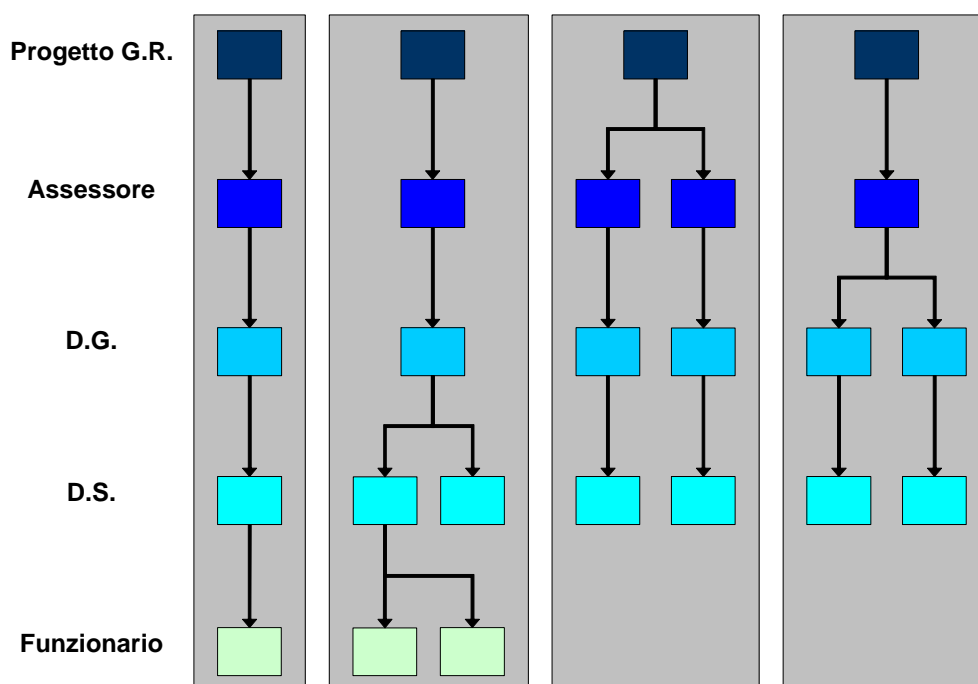 Progetto G.R.
Assessore
D.G.
D.S.
Funzionario